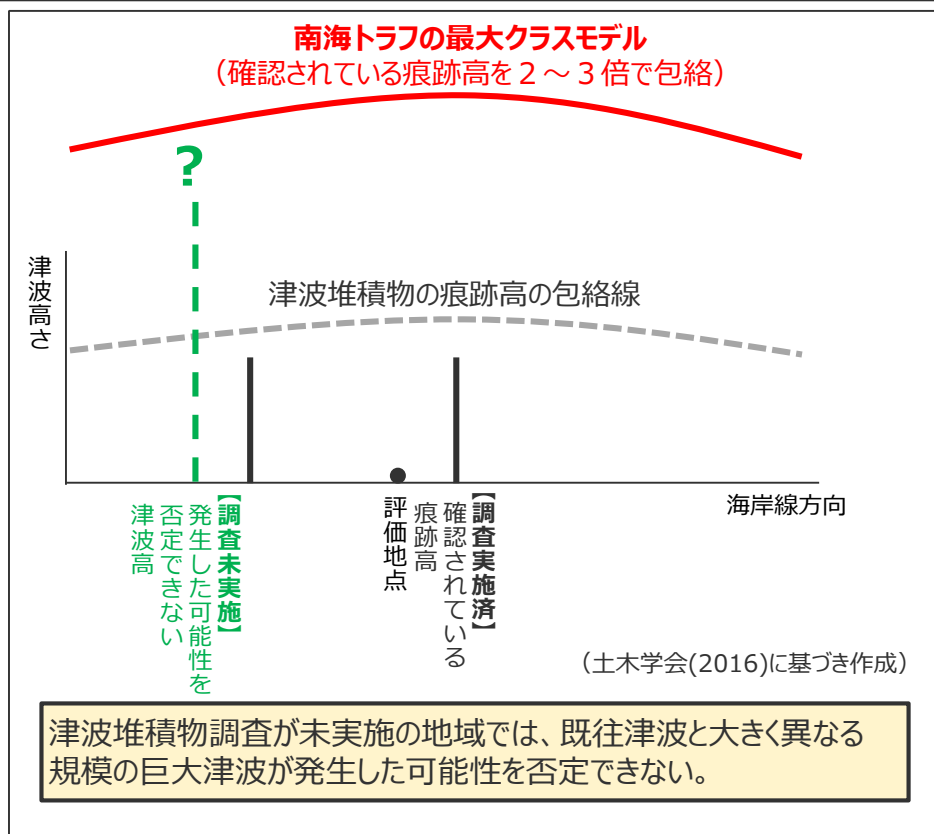 南海トラフの最大クラスモデル
（確認されている痕跡高を２～３倍で包絡）
？
津波高さ
津波堆積物の痕跡高の包絡線
海岸線方向
【調査未実施】
発生した可能性を
否定できない
津波高
評価地点
【調査実施済】
確認されている
痕跡高
（土木学会(2016)に基づき作成）
津波堆積物調査が未実施の地域では、既往津波と大きく異なる
規模の巨大津波が発生した可能性を否定できない。